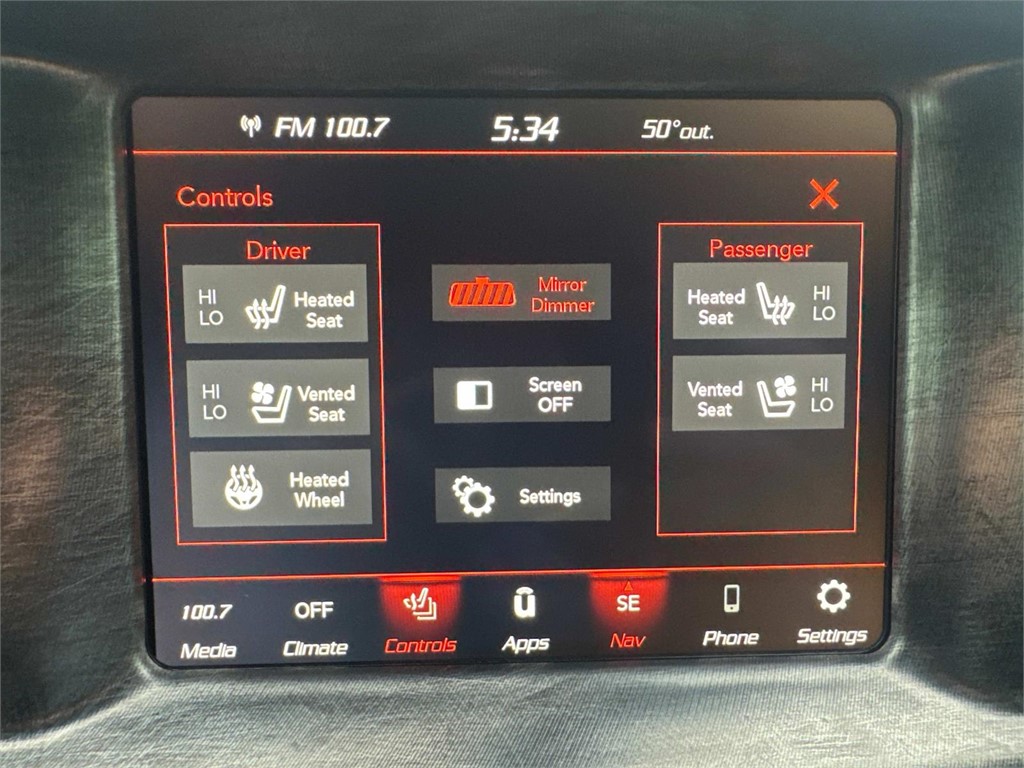 FM 100.7 5:34 50° out.
Controls X
Driver
HI
LO
Heated
Seat
HI
LO
Vented
Seat
Heated
Wheel
Mirror
Dimmer
Screen
OFF
Settings
Passenger
Heated
Seat
HI
LO
Vented
Seat
HI
LO
100.7
Media
OFF
Climate
Controls
Apps
SE
Nav
Phone
Settings